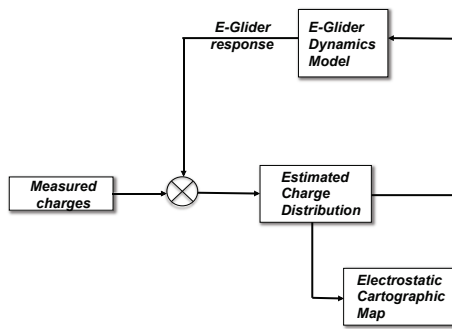 E-Glider
response
E-Glider
Dynamics
Model
Measured
charges
Estimated
Charge
Distribution
Electrostatic
Cartographic
Map